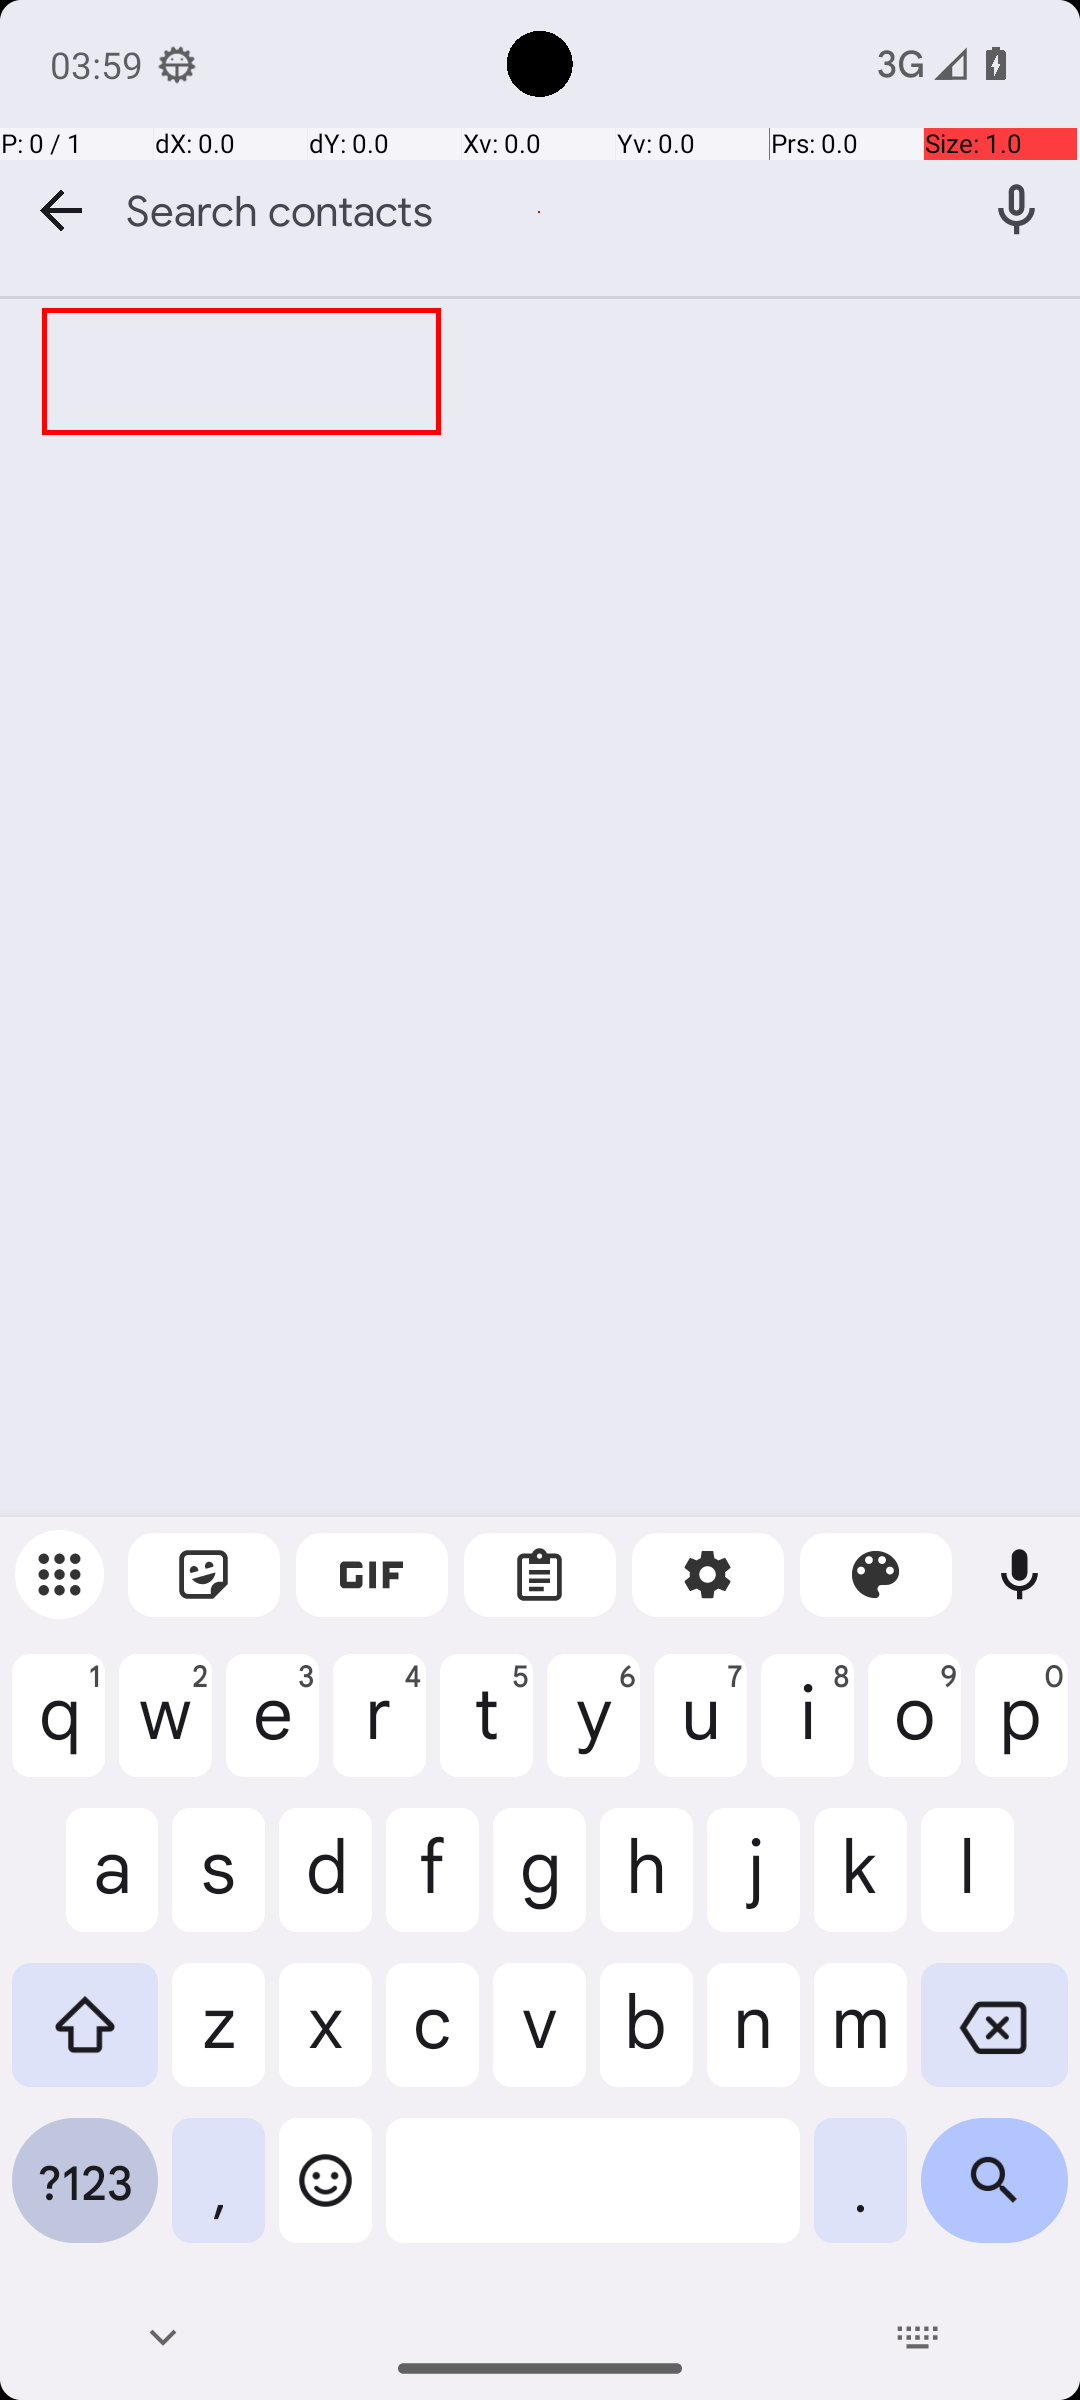 03:59 3G
P: 0 / 1 dX: 0.0 dY: 0.0 Xv: 0.0 Yv: 0.0 Prs: 0.0 Size: 1.0
Search contacts
GIF
q 1 w 2 e 3 r 4 t 5 y 6 u 7 i 8 o 9 p 0
a s d f g h j k l
z x c v b n m
?123 , .